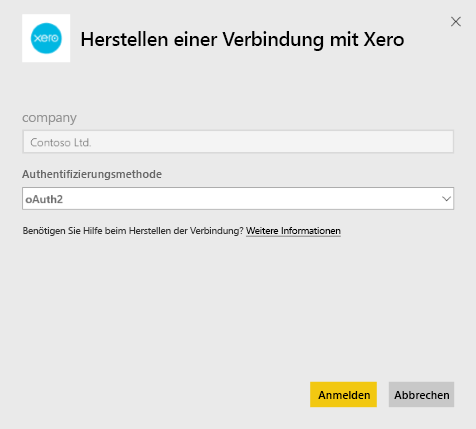 xero
Herstellen einer Verbindung mit Xero
company
Contoso Ltd.
Authentifizierungsmethode
oAuth2
Benötigen Sie Hilfe beim Herstellen der Verbindung? Weitere Informationen
Anmelden Abbrechen